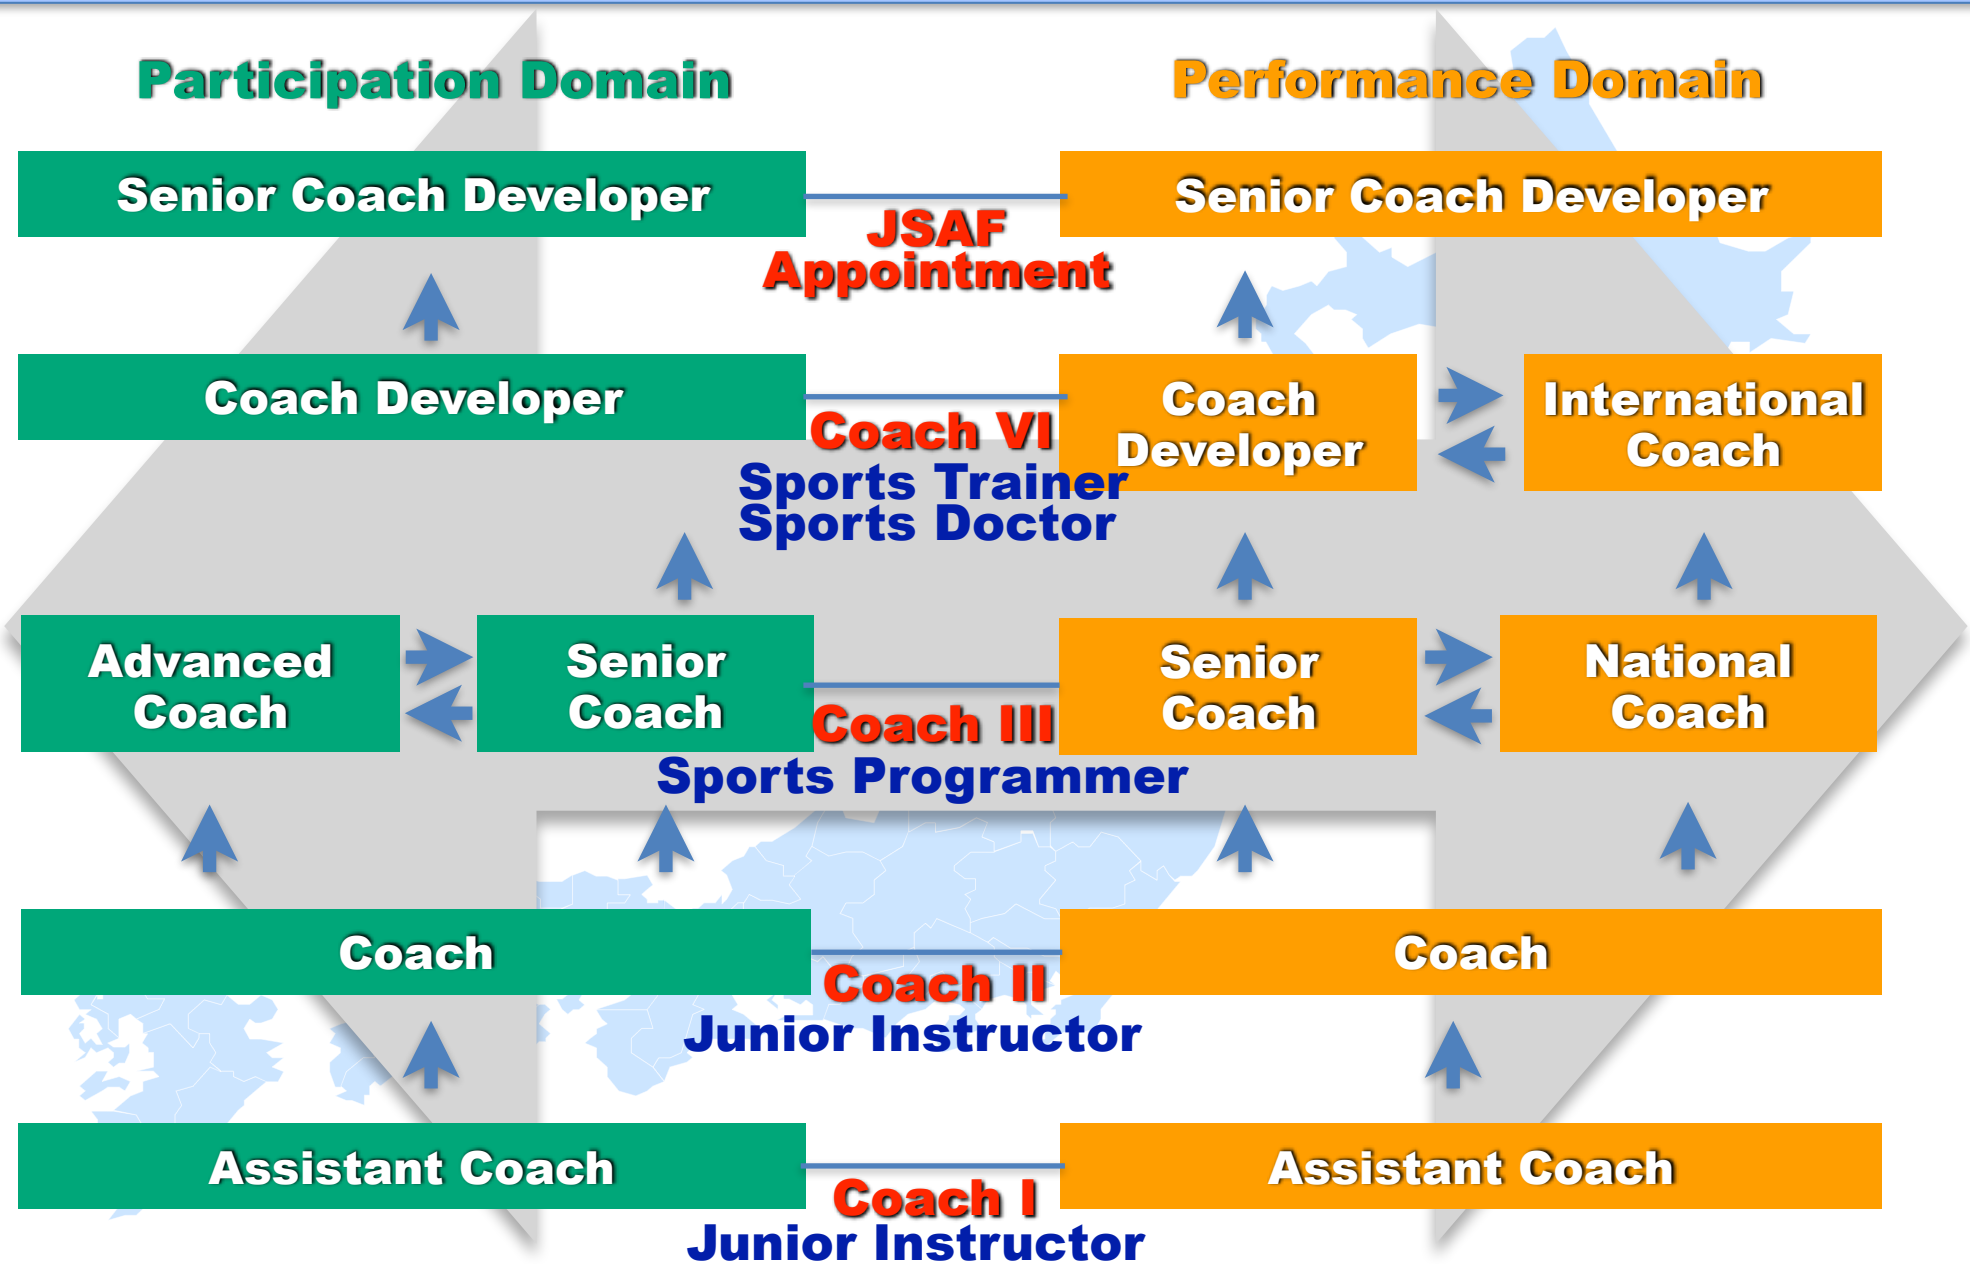 Participation Domain
Performance Domain
Senior Coach Developer
Senior Coach Developer
JSAF
Appointment
Coach Developer
Coach
Developer
International
Coach
Coach VI
Sports Trainer
Sports Doctor
Advanced
Coach
Senior
Coach
Senior
Coach
National
Coach
Coach III
Sports Programmer
Coach
Coach
Coach II
Junior Instructor
Assistant Coach
Assistant Coach
Coach I
Junior Instructor